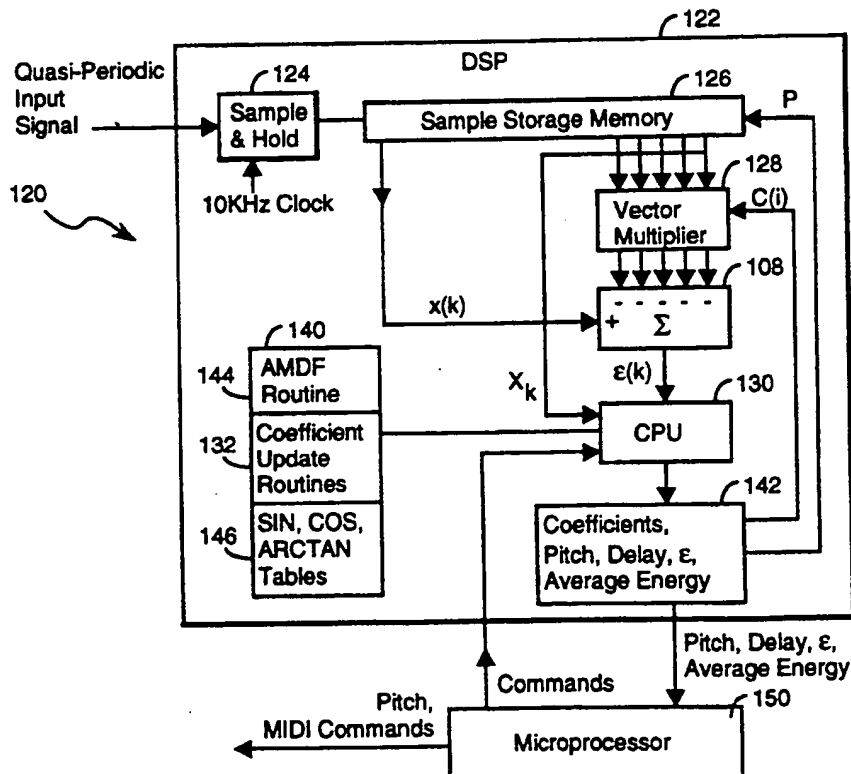 122
DSP
Quasi-Periodic
Input
Signal
124
Sample
& Hold
126
Sample Storage Memory
P
120
10KHz Clock
128
Vector
Multiplier
C(i)
108
- - - - -
+ Σ
x(k)
ε(k)
X_k
140
144
AMDF
Routine
132
Coefficient
Update
Routines
146
SIN, COS,
ARCTAN
Tables
130
CPU
142
Coefficients,
Pitch, Delay, ε,
Average Energy
Pitch, Delay, ε,
Average Energy
Commands
Pitch,
MIDI Commands
150
Microprocessor